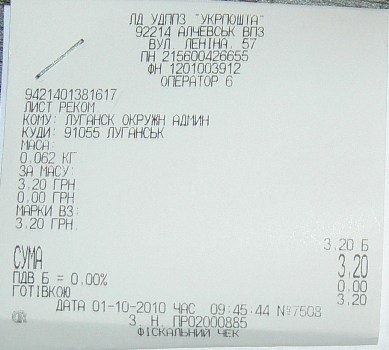 ЛД УДППЗ "УКРПОШТА"
92214 АЛЧЕВСЬК ВПЗ
ВУЛ. ЛЕНІНА, 57
ПН 215600426655
ФН 1201003912
ОПЕРАТОР 6
9421401381617
ЛИСТ РЕКОМ
КОМУ: ЛУГАНСК ОКРУЖН АДМИН
КУДИ: 91055 ЛУГАНСЬК
МАСА:
0.062 КГ
ЗА МАСУ:
3.20 ГРН.
0.00 ГРН.
МАРКИ ВЗ:
3.20 ГРН.
3.20 Б
СУМА 3.20
ПДВ Б = 0.00% 0.00
ГОТІВКОЮ 3.20
ДАТА 01-10-2010 ЧАС 09:45:44 №7508
З.Н. ПР02000885
ФІСКАЛЬНИЙ ЧЕК